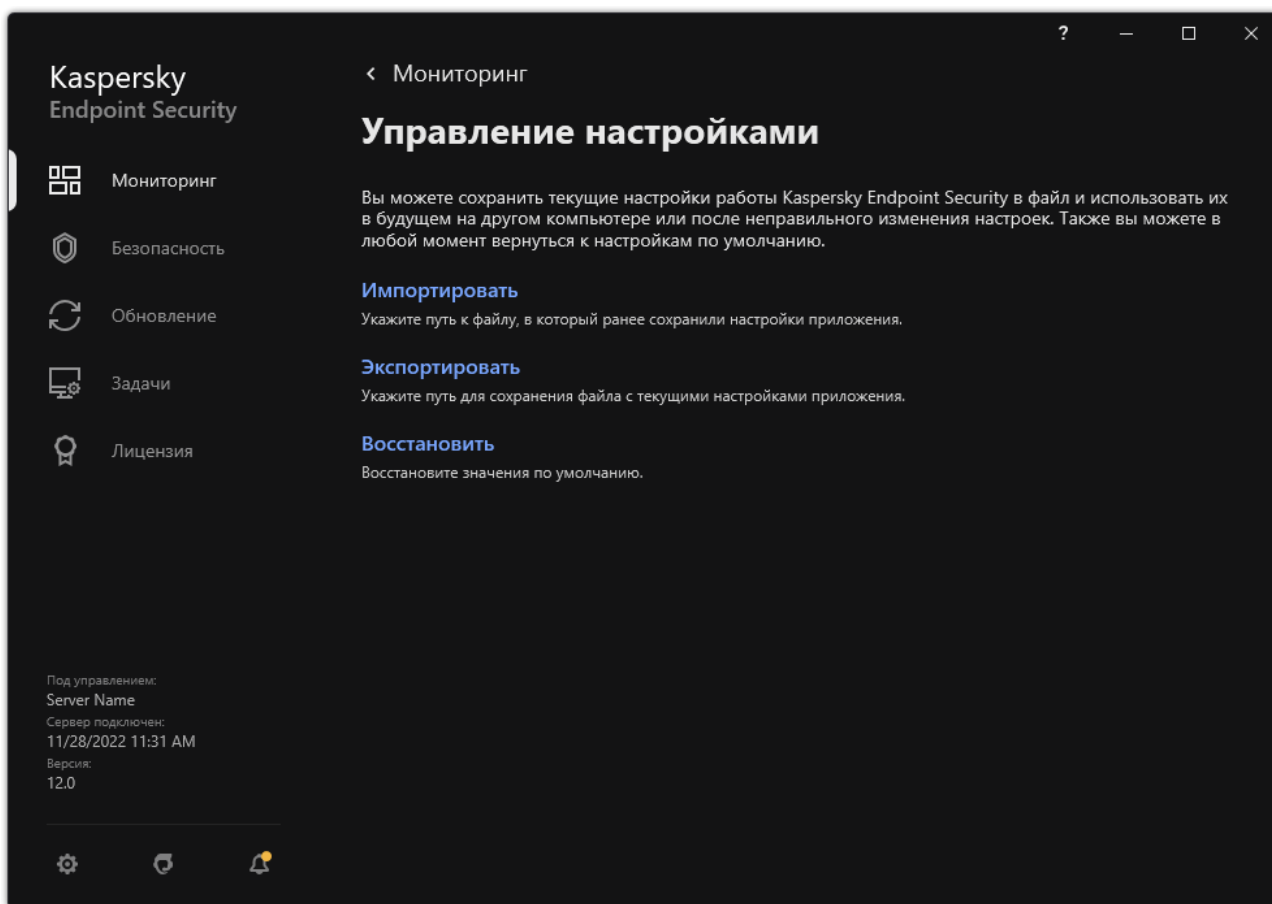 ?
Kaspersky
Endpoint Security
Мониторинг
Безопасность
Обновление
Задачи
Лицензия
Под управлением:
Server Name
Сервер подключен:
11/28/2022 11:31 AM
Версия:
12.0
Мониторинг
Управление настройками
Вы можете сохранить текущие настройки работы Kaspersky Endpoint Security в файл и использовать их
в будущем на другом компьютере или после неправильного изменения настроек. Также вы можете в
любой момент вернуться к настройкам по умолчанию.
Импортировать
Укажите путь к файлу, в который ранее сохранили настройки приложения.
Экспортировать
Укажите путь для сохранения файла с текущими настройками приложения.
Восстановить
Восстановите значения по умолчанию.